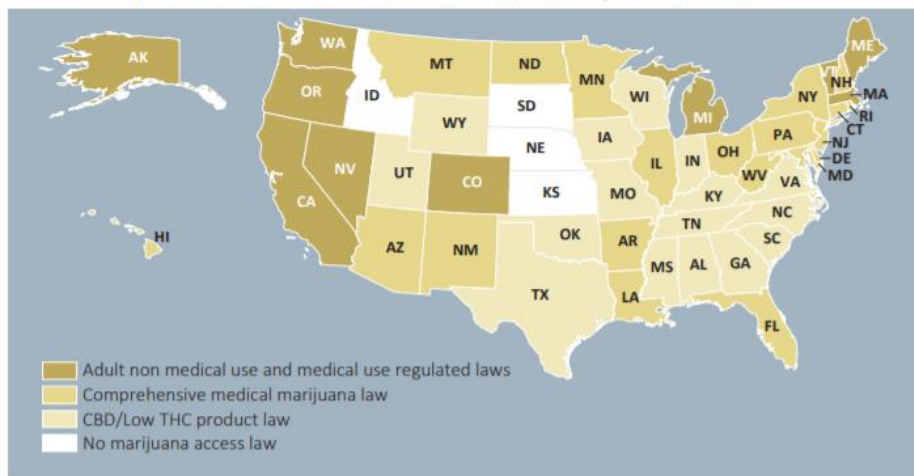 WA
ME
AK
MT
ND
MN
OR
ID
SD
WI
NY
NH
MA
WY
MI
RI
CT
IA
PA
NJ
NE
NV
IL
IN
OH
DE
UT
WV
MD
CO
VA
CA
KS
MO
KY
NC
TN
HI
OK
AZ
NM
AR
SC
MS
AL
GA
TX
LA
FL
Adult non medical use and medical use regulated laws
Comprehensive medical marijuana law
CBD/Low THC product law
No marijuana access law